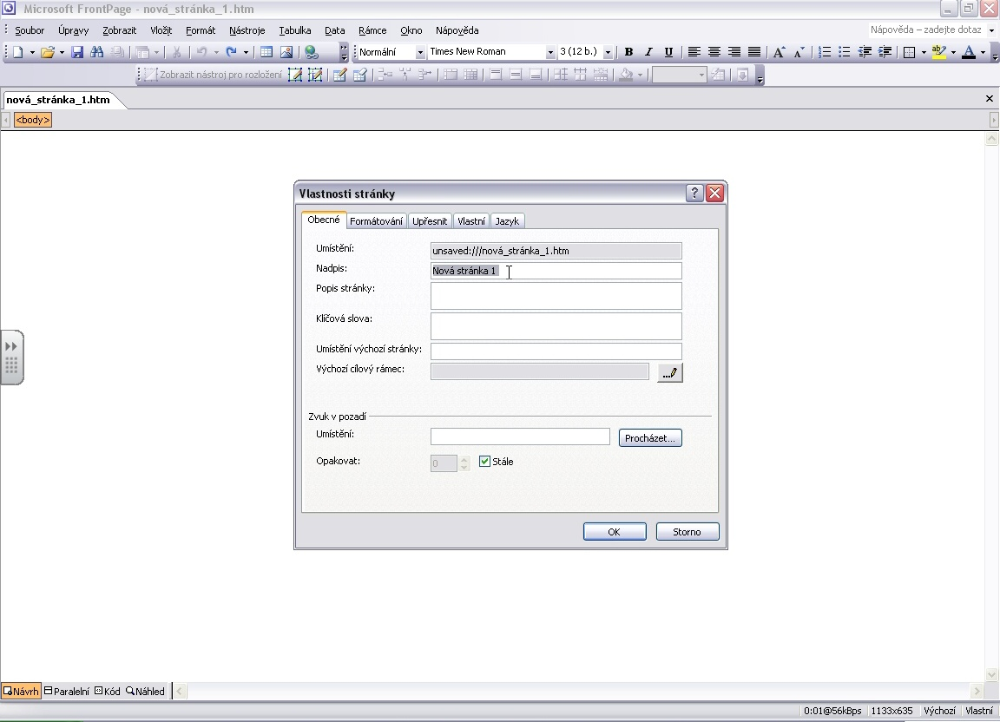 Microsoft FrontPage - nová_stránka_1.htm
Soubor Úpravy Zobrazit Vložit Formát Nástroje Tabulka Data Rámce Okno Nápověda Nápověda – zadejte dotaz
Normální Times New Roman 3 (12 b.) B I U A A ab A
Zobrazit nástroj pro rozložení
nová_stránka_1.htm
<body>
Vlastnosti stránky
Obecné Formátování Upřesnit Vlastní Jazyk
Umístění: unsaved:///nová_stránka_1.htm
Nadpis: Nová stránka 1
Popis stránky:
Klíčová slova:
Umístění výchozí stránky:
Výchozí cílový rámec:
Zvuk v pozadí
Umístění: Procházet...
Opakovat: 0 Stále
OK Storno
Návrh Paralelní Kód Náhled
0:01@56kBps 1133x635 Výchozí Vlastní